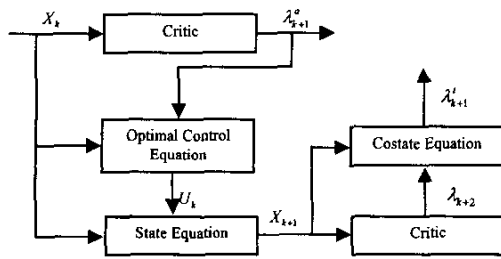 X_k
Critic
λ^a_{k+1}
Optimal Control
Equation
λ^t_{k+1}
Costate Equation
U_k
λ_{k+2}
State Equation
X_{k+1}
Critic